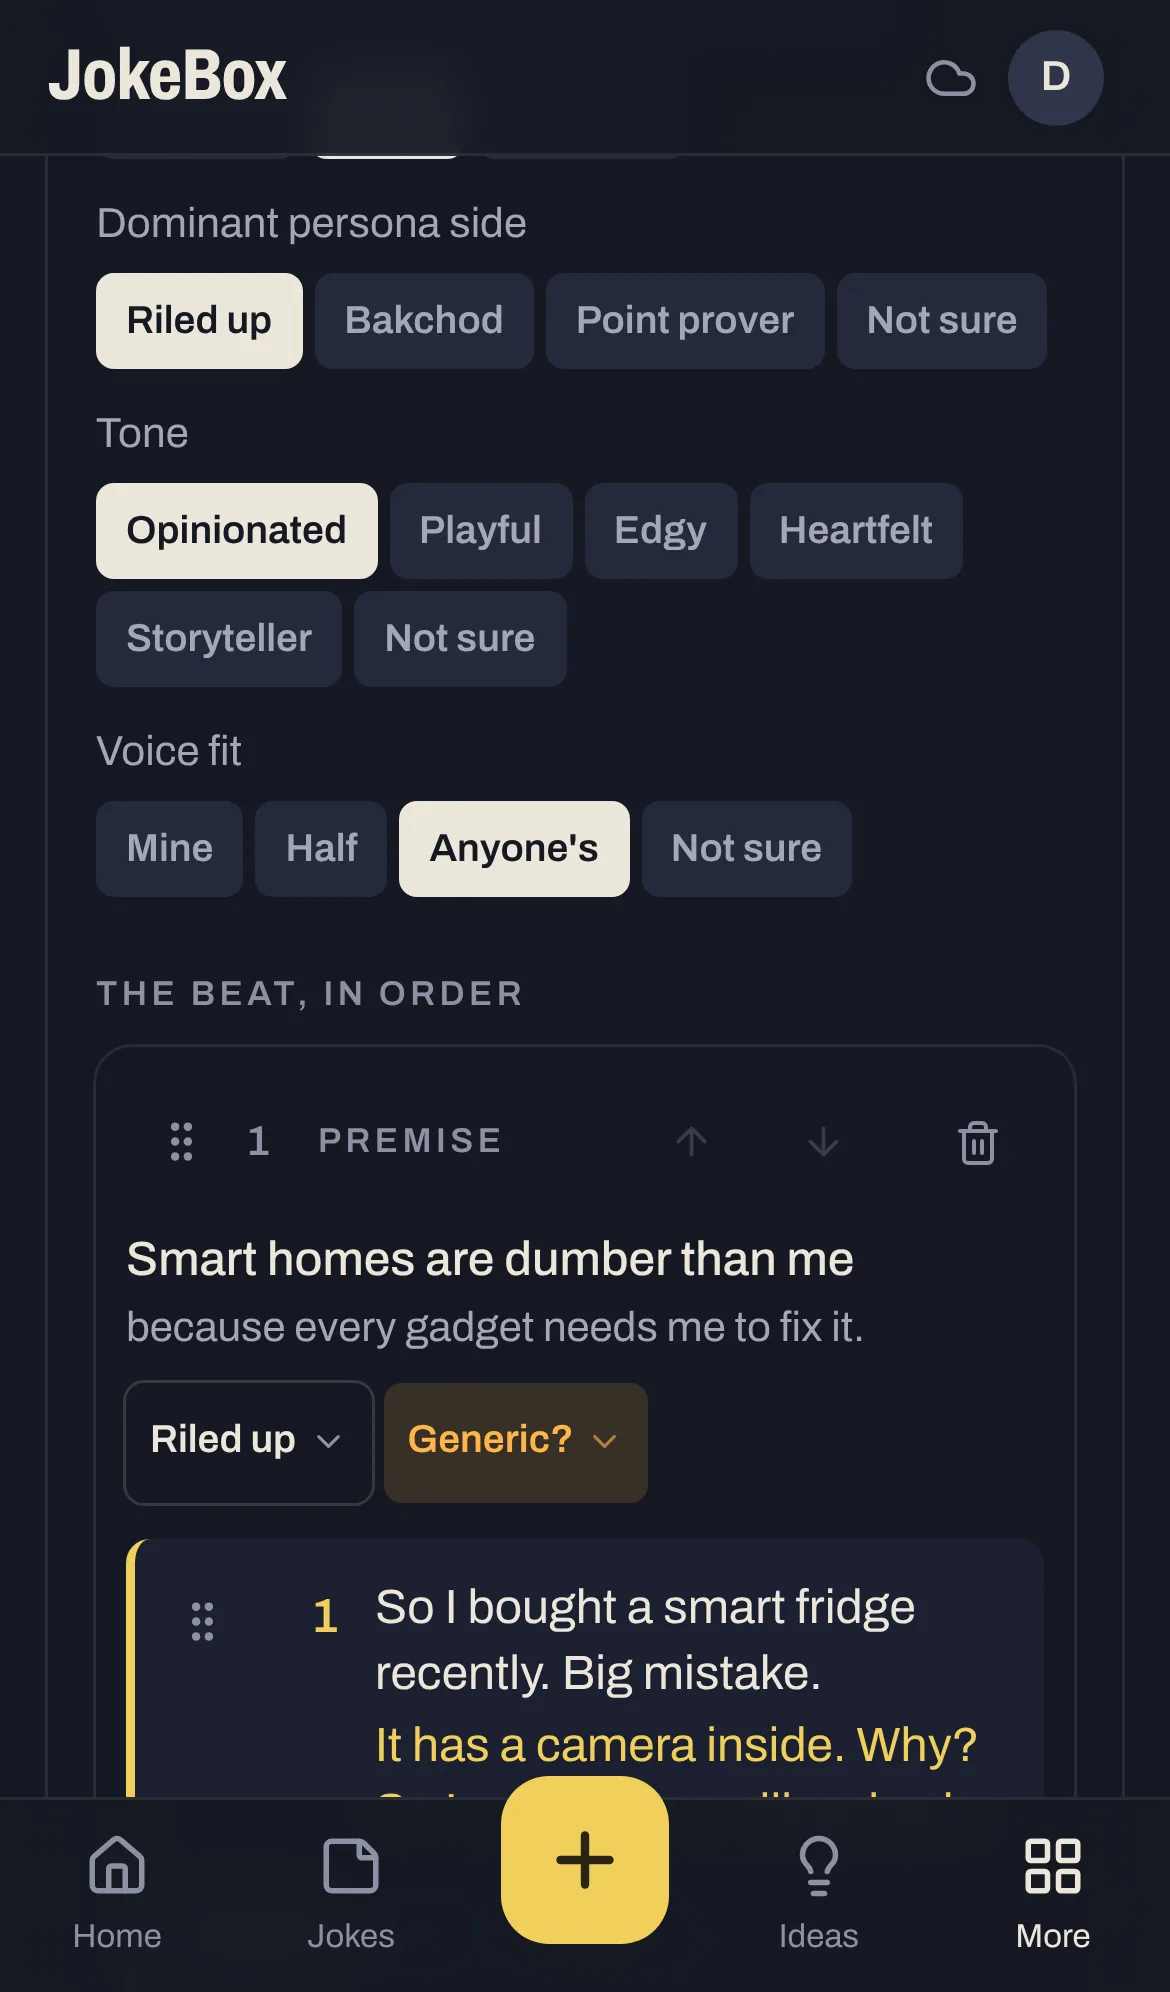 JokeBox
D
Dominant persona side
Riled up Bakchod Point prover Not sure
Tone
Opinionated Playful Edgy Heartfelt
Storyteller Not sure
Voice fit
Mine Half Anyone's Not sure
THE BEAT, IN ORDER
1 PREMISE
Smart homes are dumber than me
because every gadget needs me to fix it.
Riled up Generic?
1 So I bought a smart fridge
recently. Big mistake.
It has a camera inside. Why?
Home Jokes Ideas More